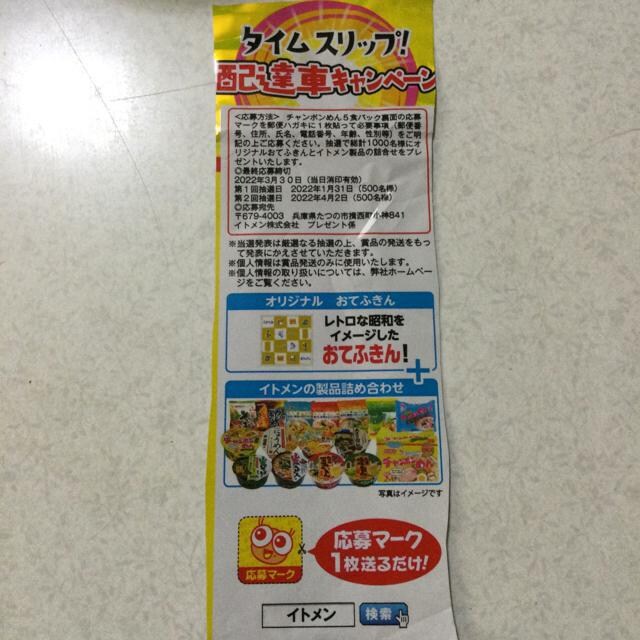 タイムスリップ!
配達車キャンペーン
<応募方法> チャンポンめん5食パック裏面の応募
マークを郵便ハガキに1枚貼って必要事項(郵便番
号、住所、氏名、電話番号、年齢、性別等)をご明
記の上ご応募ください。抽選で総計1000名様にオ
リジナルおてふきんとイトメン製品の詰合せをプレ
ゼントいたします。
◎最終応募締切
2022年3月30日(当日消印有効)
第1回抽選日 2022年1月31日(500名様)
第2回抽選日 2022年4月2日(500名様)
◎応募宛先
〒679-4003 兵庫県たつの市揖西町小神841
イトメン株式会社 プレゼント係
※当選発表は厳選なる抽選の上、賞品の発送をもっ
て発表にかえさせていただきます。
※個人情報は賞品発送のみに使用いたします。
※個人情報の取り扱いについては、弊社ホームペー
ジをご覧ください。
オリジナル おてふきん
レトロな昭和を
イメージした
おてふきん!
+
イトメンの製品詰め合わせ
チャンポンめん
写真はイメージです
応募マーク
応募マーク
1枚送るだけ!
イトメン 検索